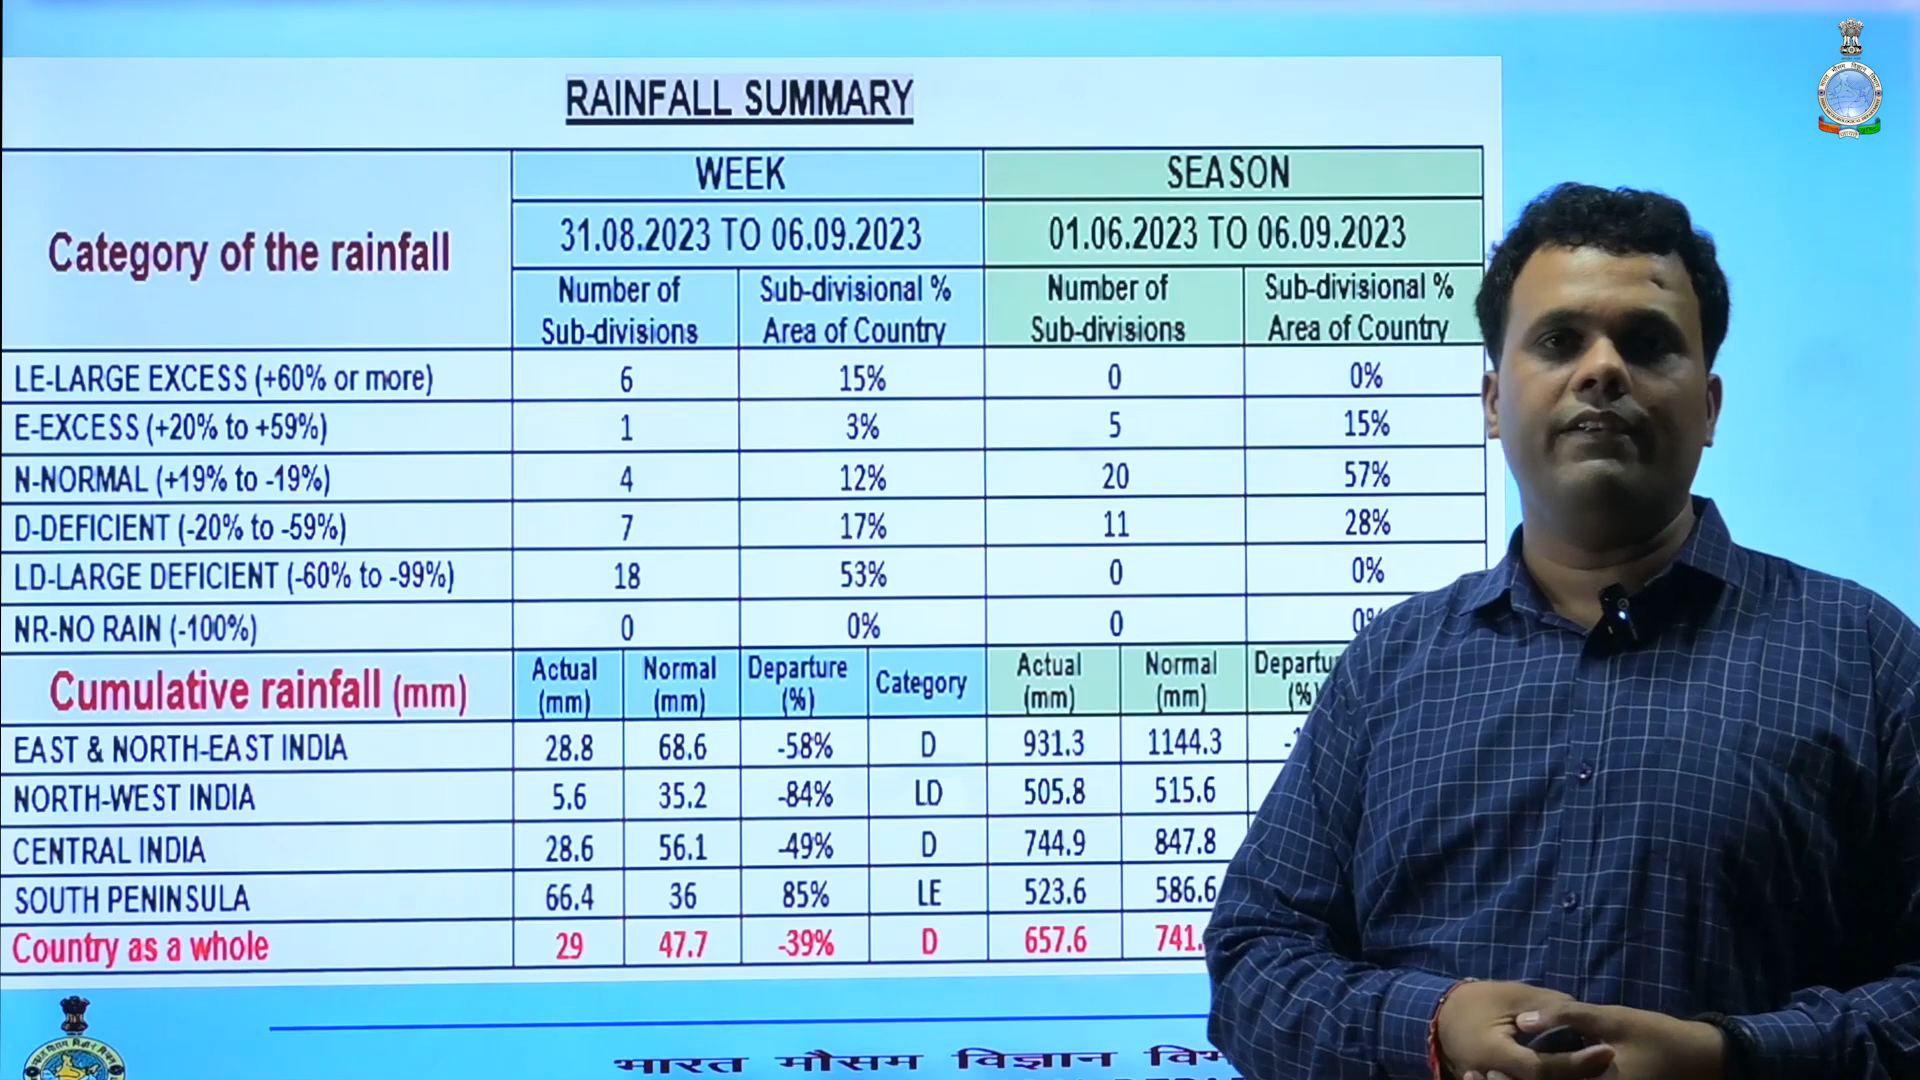 RAINFALL SUMMARY
Category of the rainfall
WEEK
SEASON
31.08.2023 TO 06.09.2023
01.06.2023 TO 06.09.2023
Number of Sub-divisions
Sub-divisional % Area of Country
Number of Sub-divisions
Sub-divisional % Area of Country
LE-LARGE EXCESS (+60% or more) 6 15% 0 0%
E-EXCESS (+20% to +59%) 1 3% 5 15%
N-NORMAL (+19% to -19%) 4 12% 20 57%
D-DEFICIENT (-20% to -59%) 7 17% 11 28%
LD-LARGE DEFICIENT (-60% to -99%) 18 53% 0 0%
NR-NO RAIN (-100%) 0 0% 0 0%
Cumulative rainfall (mm) Actual (mm) Normal (mm) Departure (%) Category Actual (mm) Normal (mm) (%)
EAST & NORTH-EAST INDIA 28.8 68.6 -58% D 931.3 1144.3
NORTH-WEST INDIA 5.6 35.2 -84% LD 505.8 515.6
CENTRAL INDIA 28.6 56.1 -49% D 744.9 847.8
SOUTH PENINSULA 66.4 36 85% LE 523.6 586.6
Country as a whole 29 47.7 -39% D 657.6 741.
भारत मौसम विज्ञान